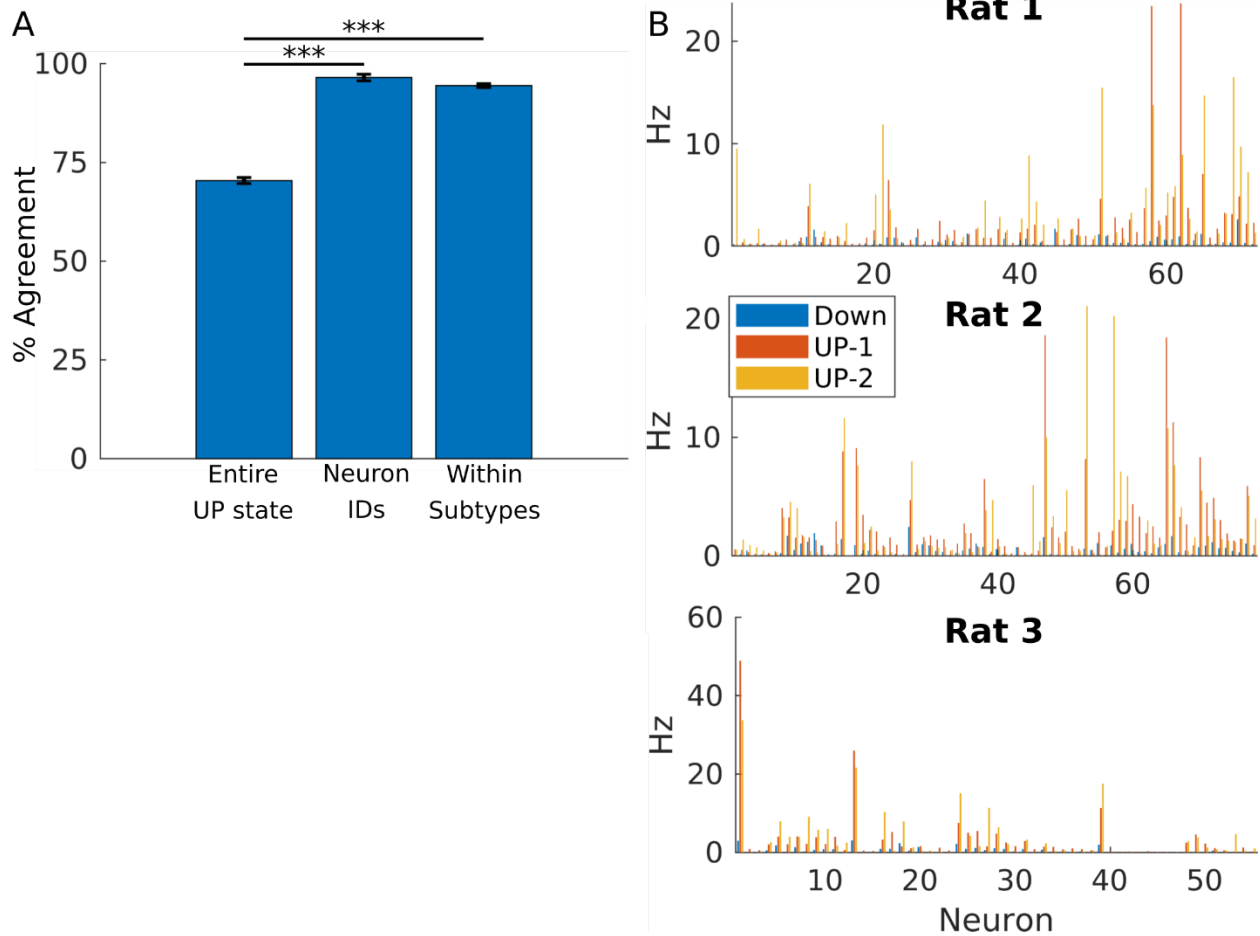 A
***
***
100
75
50
25
0
% Agreement
Entire
UP state
Neuron
IDs
Within
Subtypes
B
Rat 1
20
10
0
Hz
20
40
60
Rat 2
Down
UP-1
UP-2
20
10
0
Hz
20
40
60
Rat 3
60
40
20
0
Hz
10
20
30
40
50
Neuron